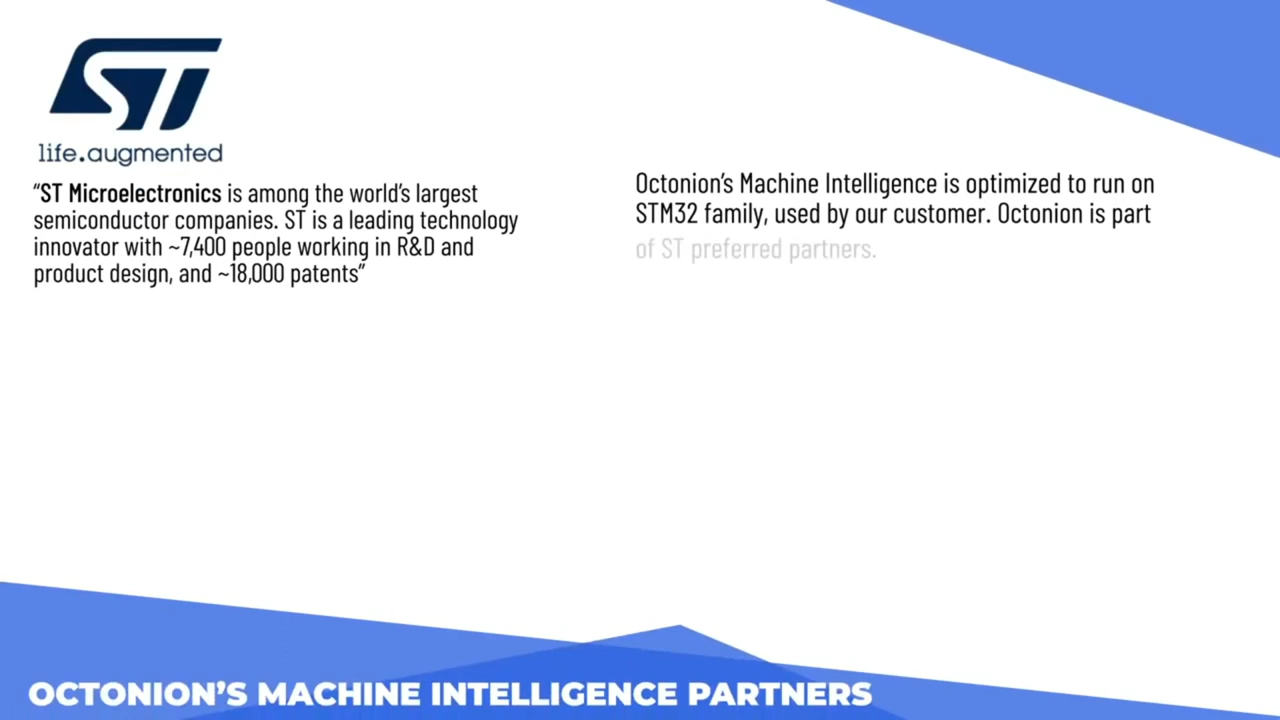 ST
life.augmented
“ST Microelectronics is among the world’s largest
semiconductor companies. ST is a leading technology
innovator with ~7,400 people working in R&D and
product design, and ~18,000 patents”
Octonion’s Machine Intelligence is optimized to run on
STM32 family, used by our customer. Octonion is part
of ST preferred partners.
OCTONION’S MACHINE INTELLIGENCE PARTNERS